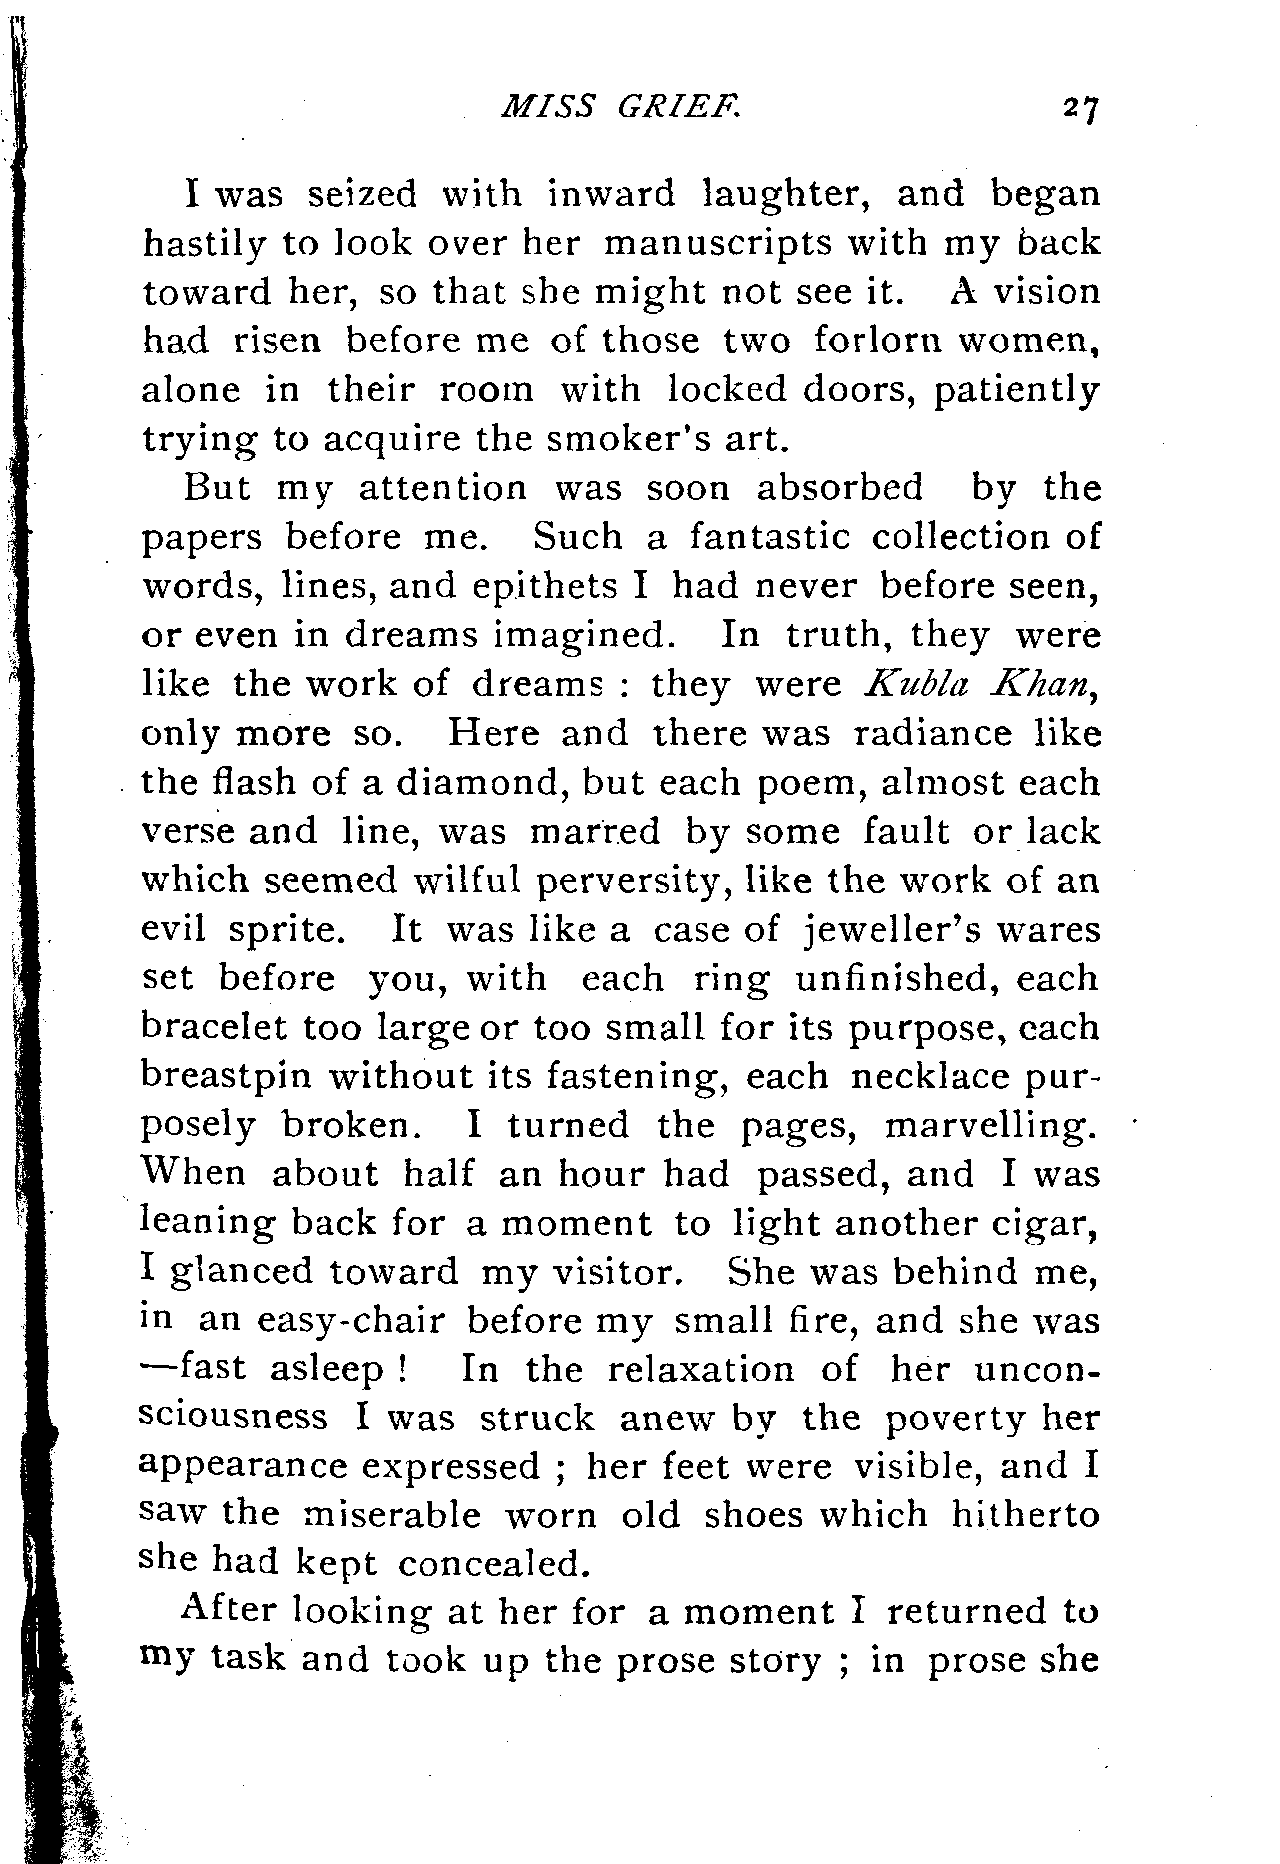 MISS GRIEF. 27
I was seized with inward laughter, and began
hastily to look over her manuscripts with my back
toward her, so that she might not see it. A vision
had risen before me of those two forlorn women,
alone in their room with locked doors, patiently
trying to acquire the smoker's art.
But my attention was soon absorbed by the
papers before me. Such a fantastic collection of
words, lines, and epithets I had never before seen,
or even in dreams imagined. In truth, they were
like the work of dreams : they were Kubla Khan,
only more so. Here and there was radiance like
the flash of a diamond, but each poem, almost each
verse and line, was marred by some fault or lack
which seemed wilful perversity, like the work of an
evil sprite. It was like a case of jeweller's wares
set before you, with each ring unfinished, each
bracelet too large or too small for its purpose, each
breastpin without its fastening, each necklace pur-
posely broken. I turned the pages, marvelling.
When about half an hour had passed, and I was
leaning back for a moment to light another cigar,
I glanced toward my visitor. She was behind me,
in an easy-chair before my small fire, and she was
—fast asleep ! In the relaxation of her uncon-
sciousness I was struck anew by the poverty her
appearance expressed ; her feet were visible, and I
saw the miserable worn old shoes which hitherto
she had kept concealed.
After looking at her for a moment I returned to
my task and took up the prose story ; in prose she